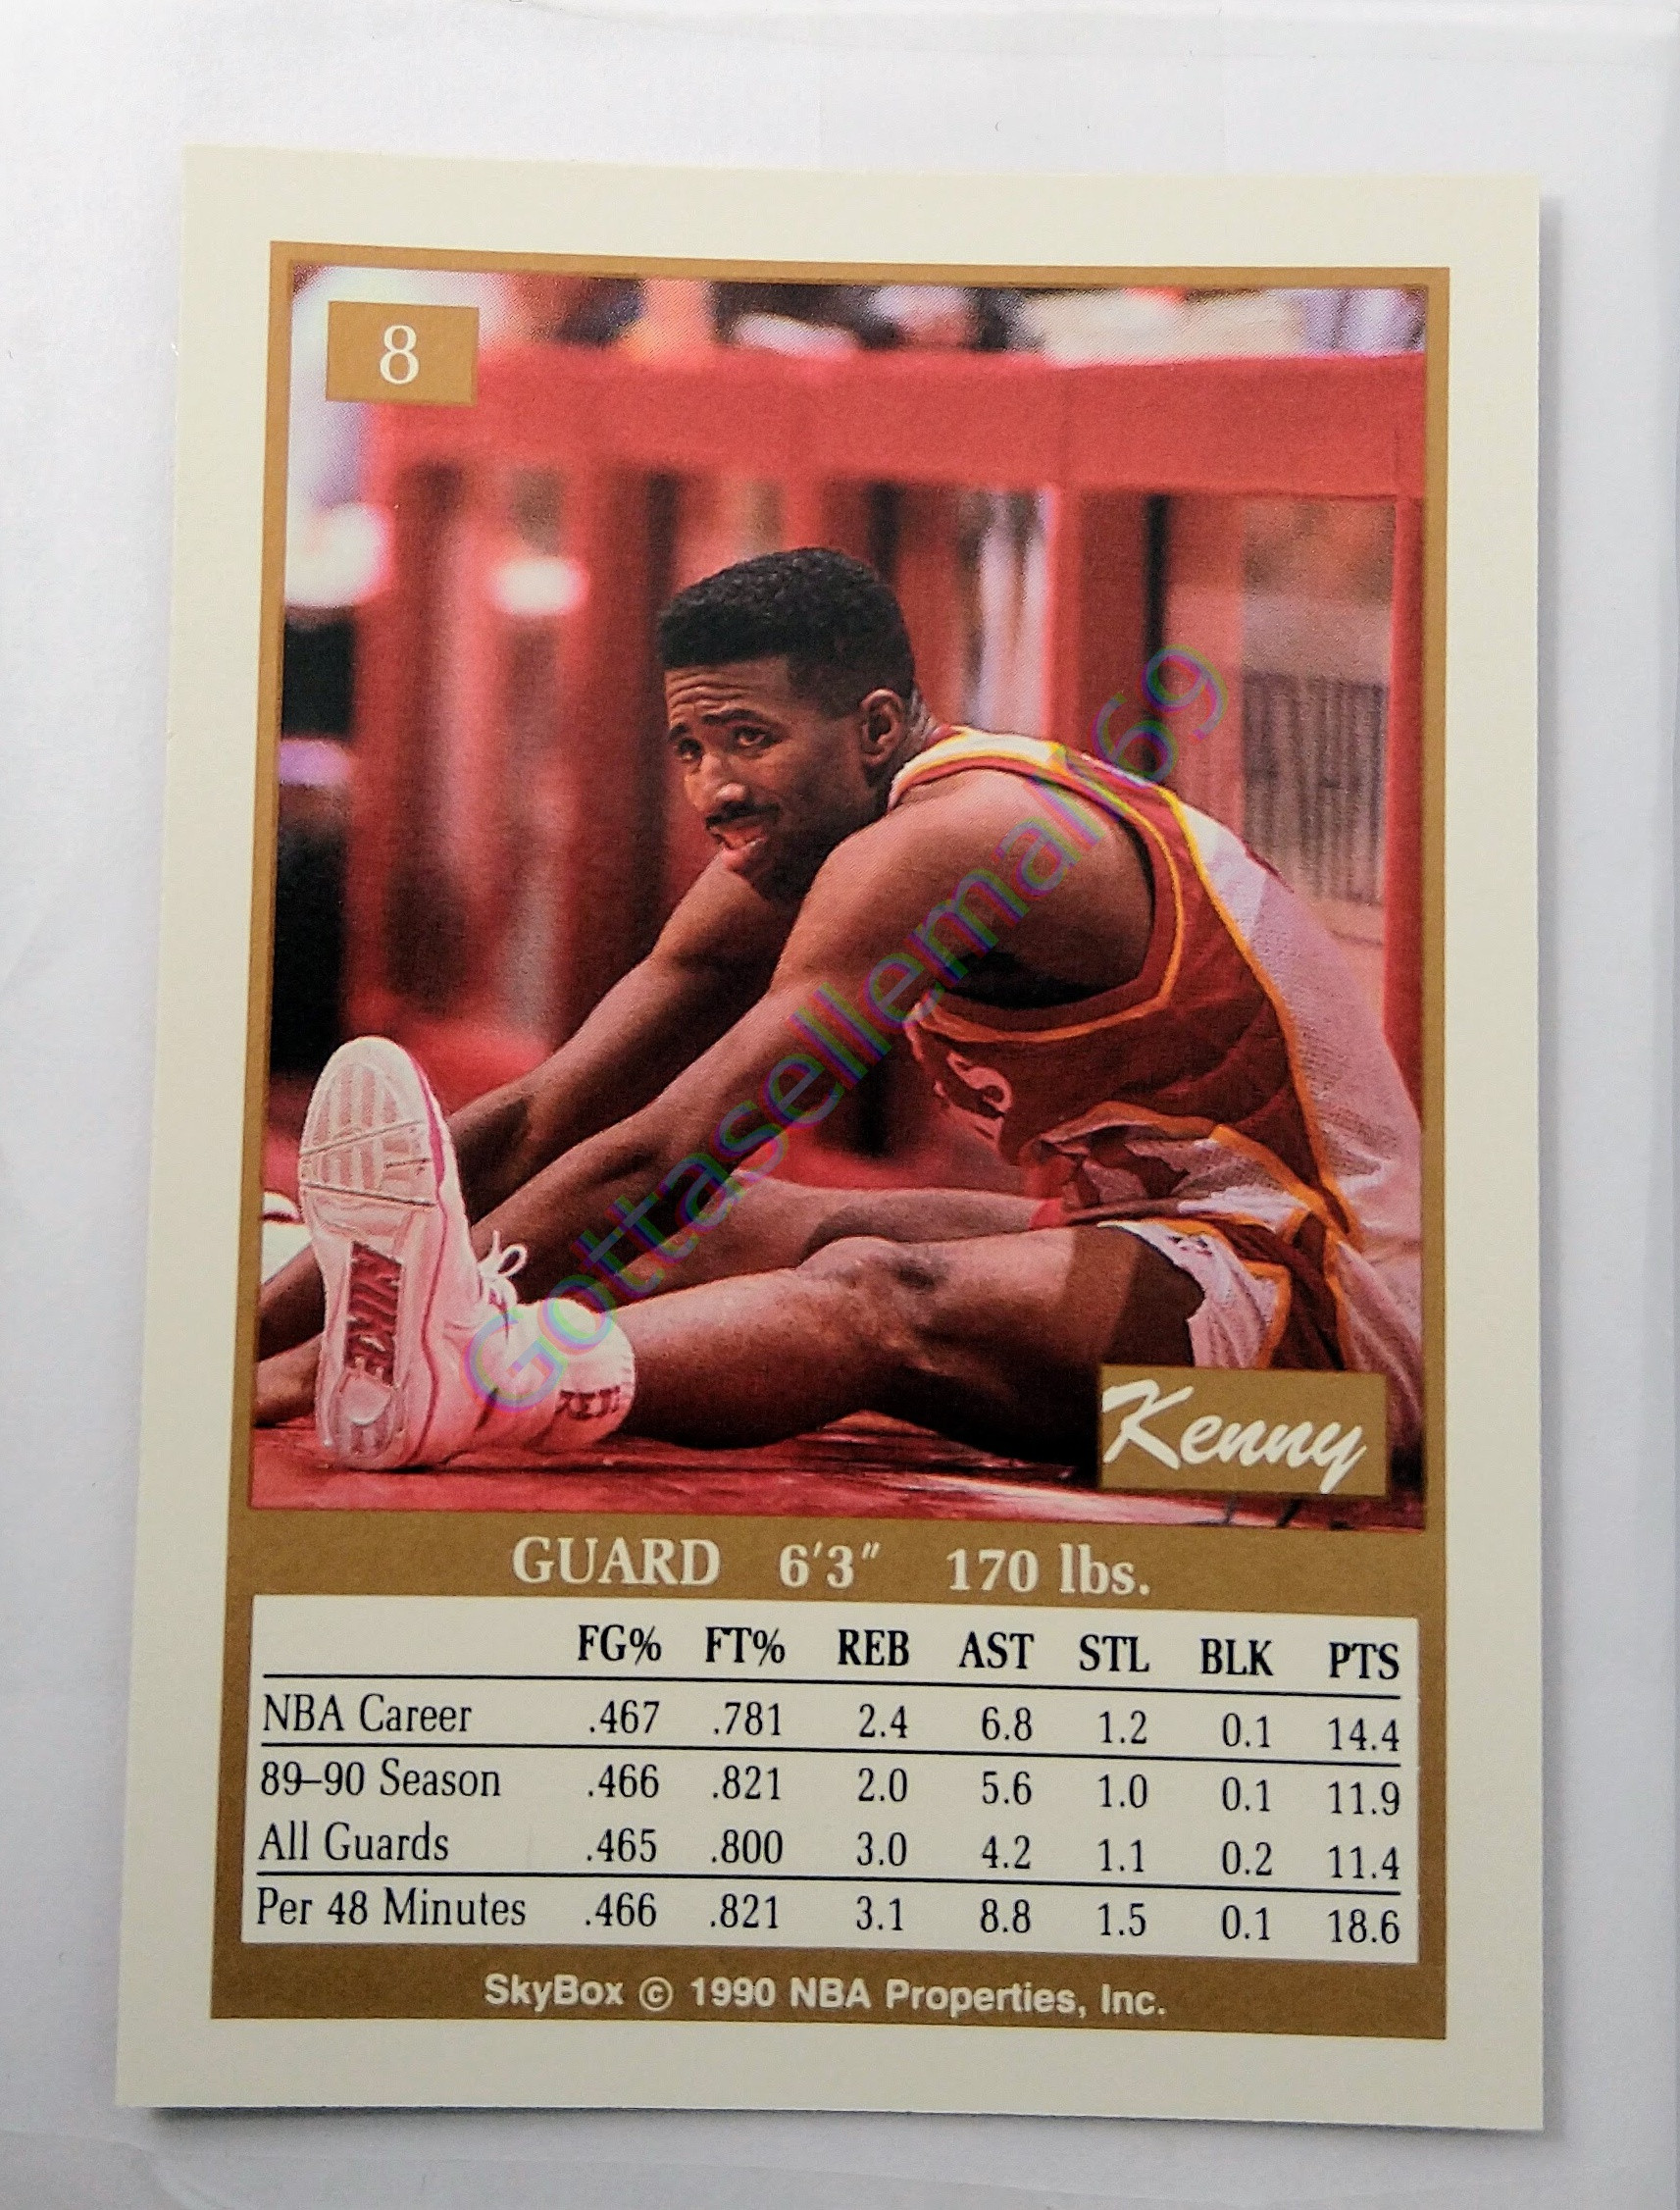 8
Gottasellemall69
NIKE
Kenny
GUARD 6'3" 170 lbs.
FG% FT% REB AST STL BLK PTS
NBA Career .467 .781 2.4 6.8 1.2 0.1 14.4
89–90 Season .466 .821 2.0 5.6 1.0 0.1 11.9
All Guards .465 .800 3.0 4.2 1.1 0.2 11.4
Per 48 Minutes .466 .821 3.1 8.8 1.5 0.1 18.6
SkyBox © 1990 NBA Properties, Inc.